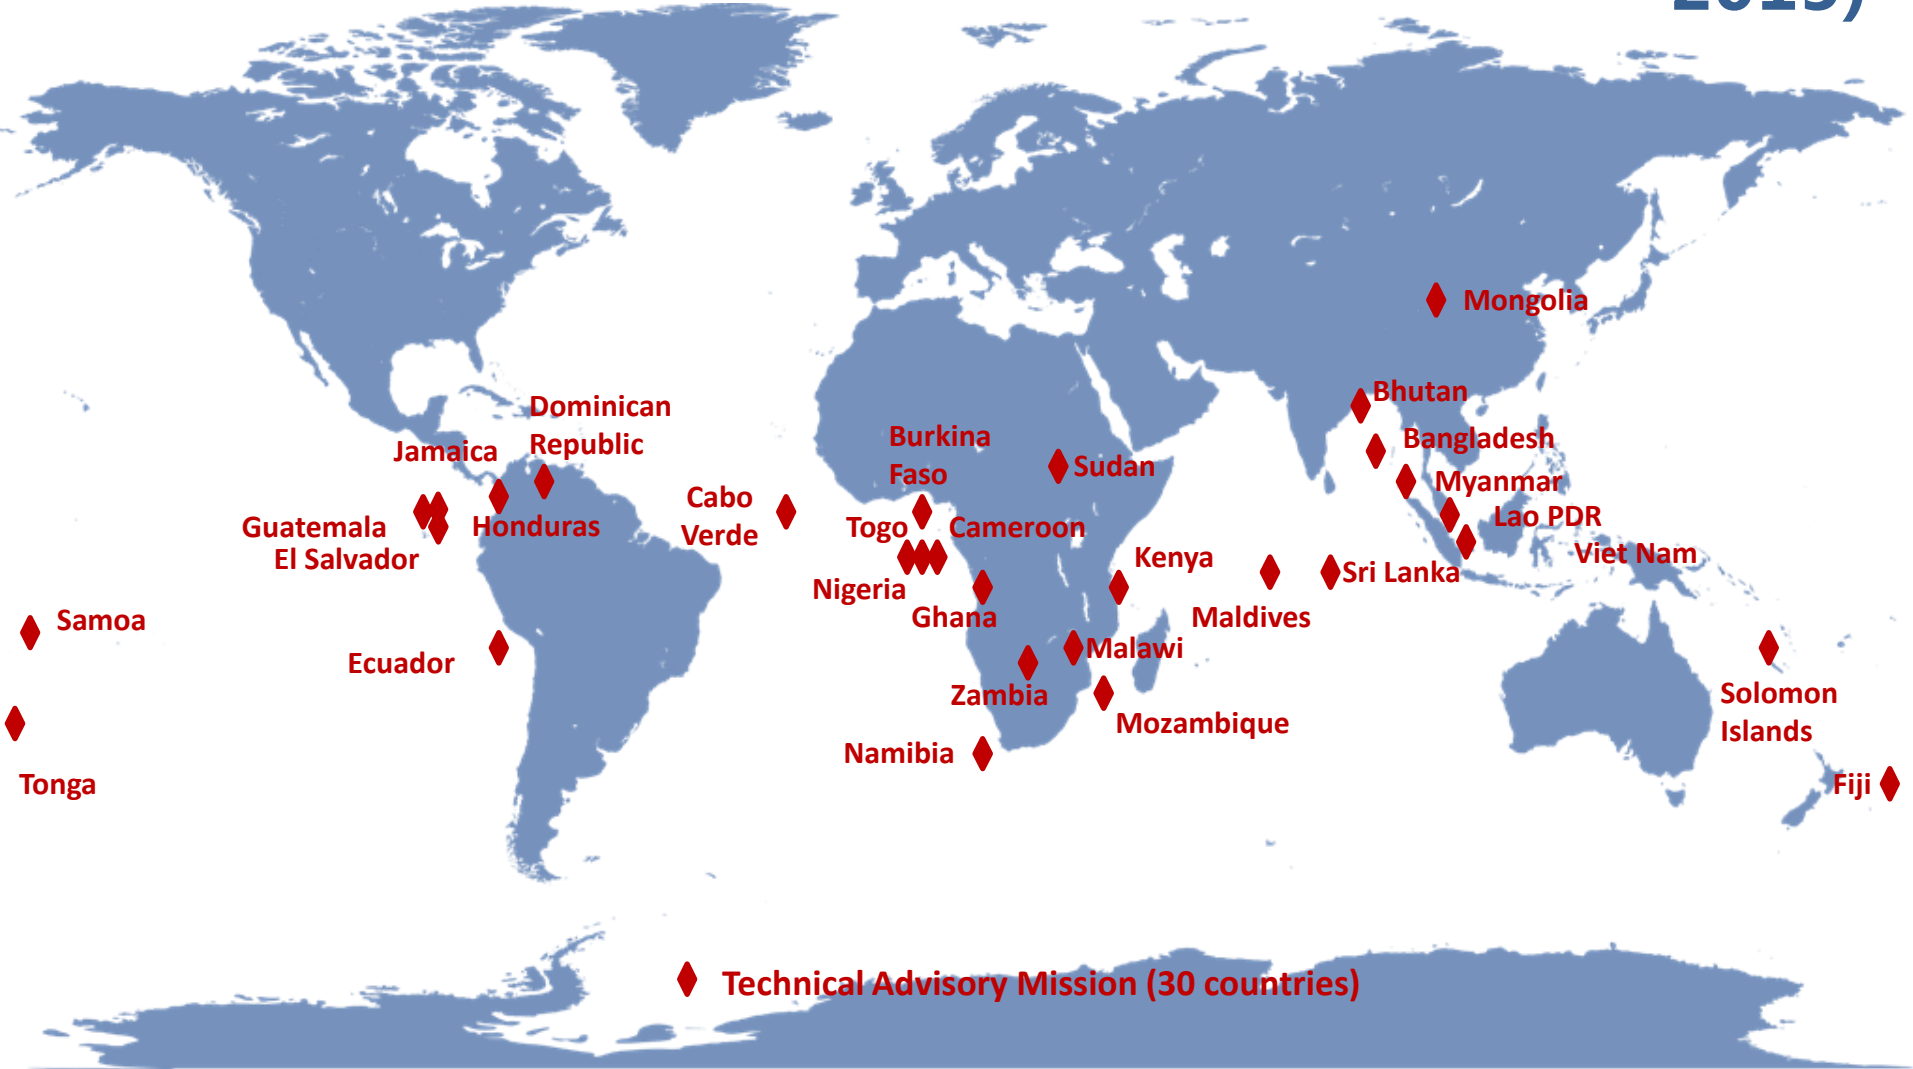 2015)
Mongolia
Bhutan
Dominican
Republic
Jamaica
Burkina
Faso
Bangladesh
Sudan
Myanmar
Cabo
Verde
Guatemala
Honduras
Togo
Cameroon
Lao PDR
El Salvador
Kenya
Viet Nam
Nigeria
Sri Lanka
Ghana
Maldives
Samoa
Ecuador
Malawi
Zambia
Solomon
Islands
Mozambique
Namibia
Tonga
Fiji
Technical Advisory Mission (30 countries)